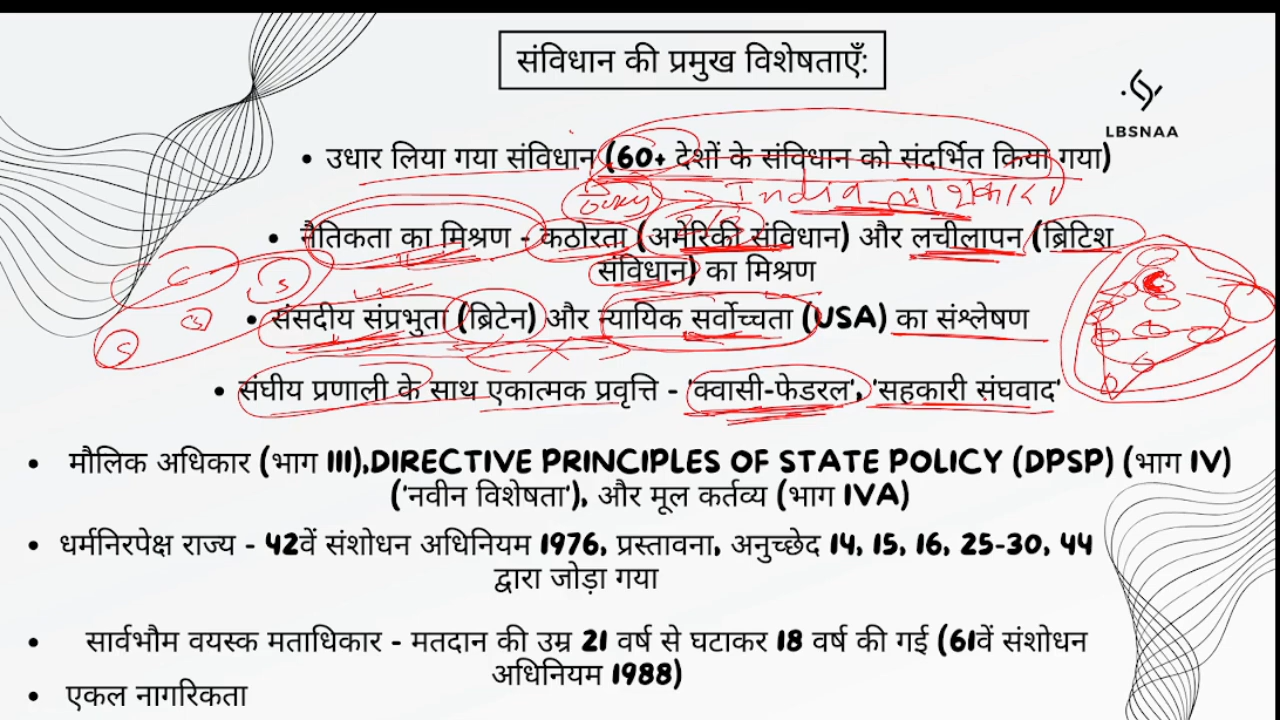 संविधान की प्रमुख विशेषताएँ:
LBSNAA
• उधार लिया गया संविधान (60+ देशों के संविधान को संदर्भित किया गया)
India
• नैतिकता का मिश्रण - कठोरता (अमेरिकी संविधान) और लचीलापन (ब्रिटिश
संविधान) का मिश्रण
• संसदीय संप्रभुता (ब्रिटेन) और न्यायिक सर्वोच्चता (USA) का संश्लेषण
• संघीय प्रणाली के साथ एकात्मक प्रवृत्ति - 'क्वासी-फेडरल', 'सहकारी संघवाद'
• मौलिक अधिकार (भाग III),DIRECTIVE PRINCIPLES OF STATE POLICY (DPSP) (भाग IV)
('नवीन विशेषता'), और मूल कर्तव्य (भाग IVA)
• धर्मनिरपेक्ष राज्य - 42वें संशोधन अधिनियम 1976, प्रस्तावना, अनुच्छेद 14, 15, 16, 25-30, 44
द्वारा जोड़ा गया
• सार्वभौम वयस्क मताधिकार - मतदान की उम्र 21 वर्ष से घटाकर 18 वर्ष की गई (61वें संशोधन
अधिनियम 1988)
• एकल नागरिकता